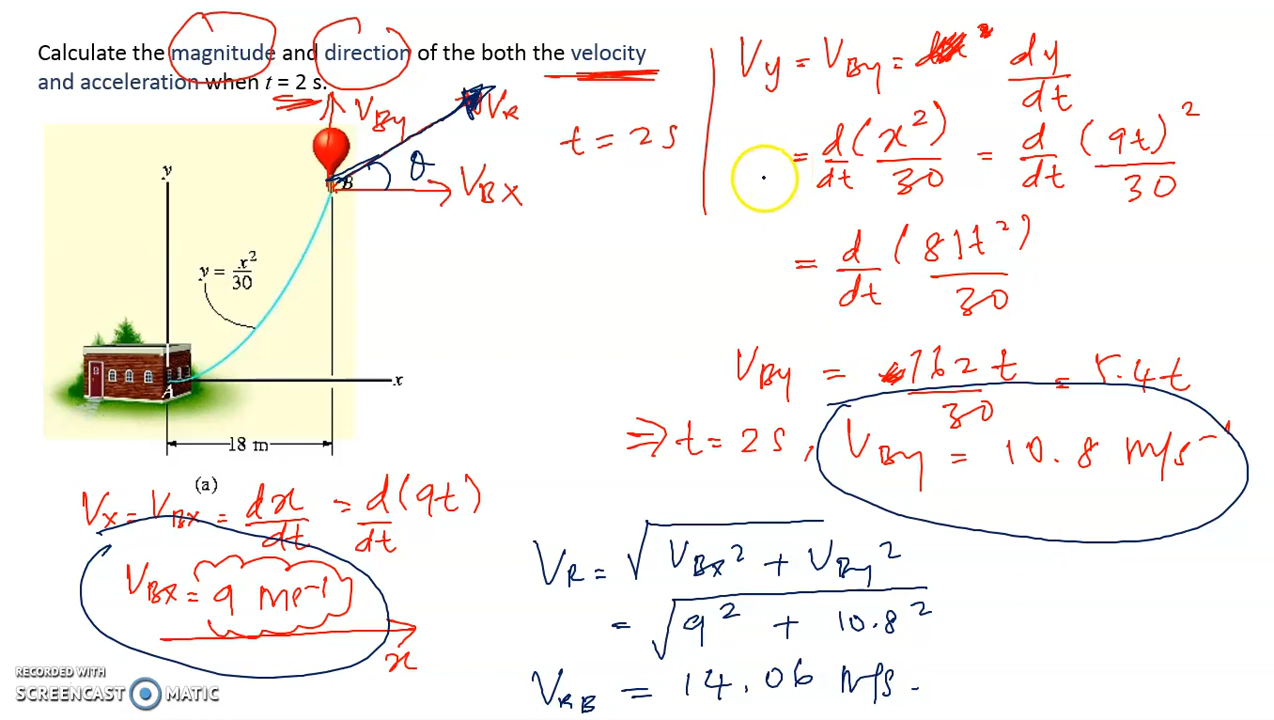 Calculate the magnitude and direction of the both the velocity
and acceleration when t = 2 s.
V_By
V_R
θ
V_Bx
B
t = 2 s
y
y = x²/30
A
x
18 m
(a)
V_x = V_Bx = dx/dt = d/dt (9t)
V_Bx = 9 ms⁻¹
x
V_y = V_By = dy/dt
= d/dt (x²)/30 = d/dt (9t)²/30
= d/dt (81t²)/30
V_By = 162t/30 = 5.4t
⇒ t = 2 s, V_By = 10.8 m/s⁻¹
V_R = √V_Bx² + V_By²
= √9² + 10.8²
V_RB = 14.06 m/s.
RECORDED WITH
SCREENCAST MATIC